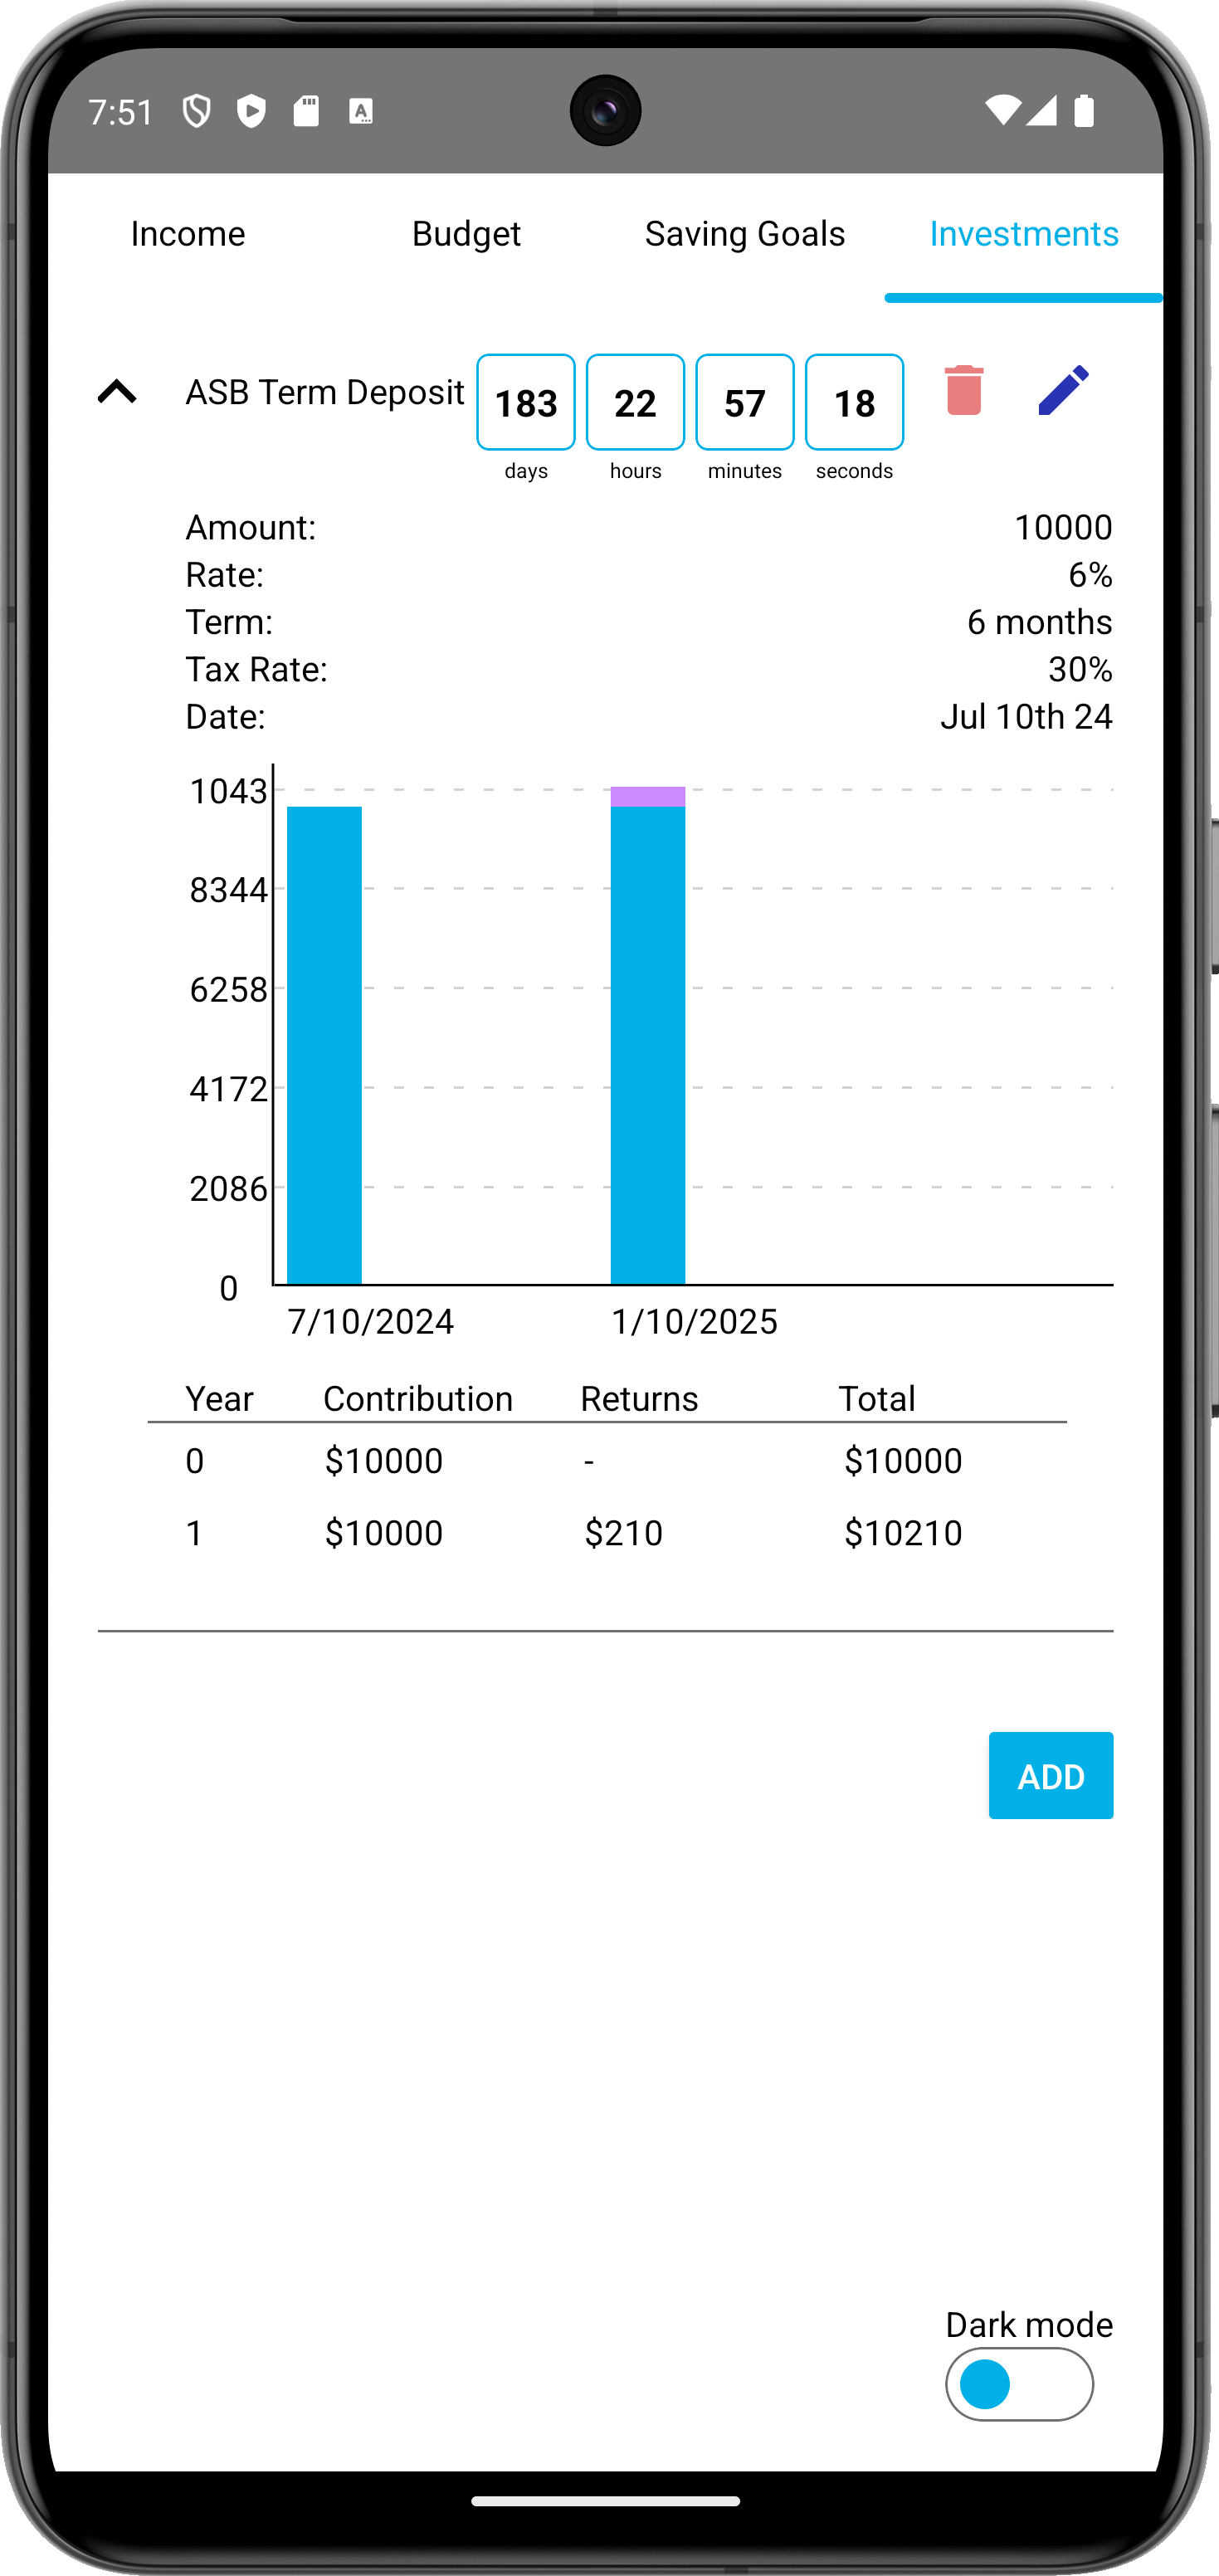 7:51
Income Budget Saving Goals Investments
ASB Term Deposit 183 22 57 18
days hours minutes seconds
Amount: 10000
Rate: 6%
Term: 6 months
Tax Rate: 30%
Date: Jul 10th 24
1043
8344
6258
4172
2086
0
7/10/2024 1/10/2025
Year Contribution Returns Total
0 $10000 - $10000
1 $10000 $210 $10210
ADD
Dark mode